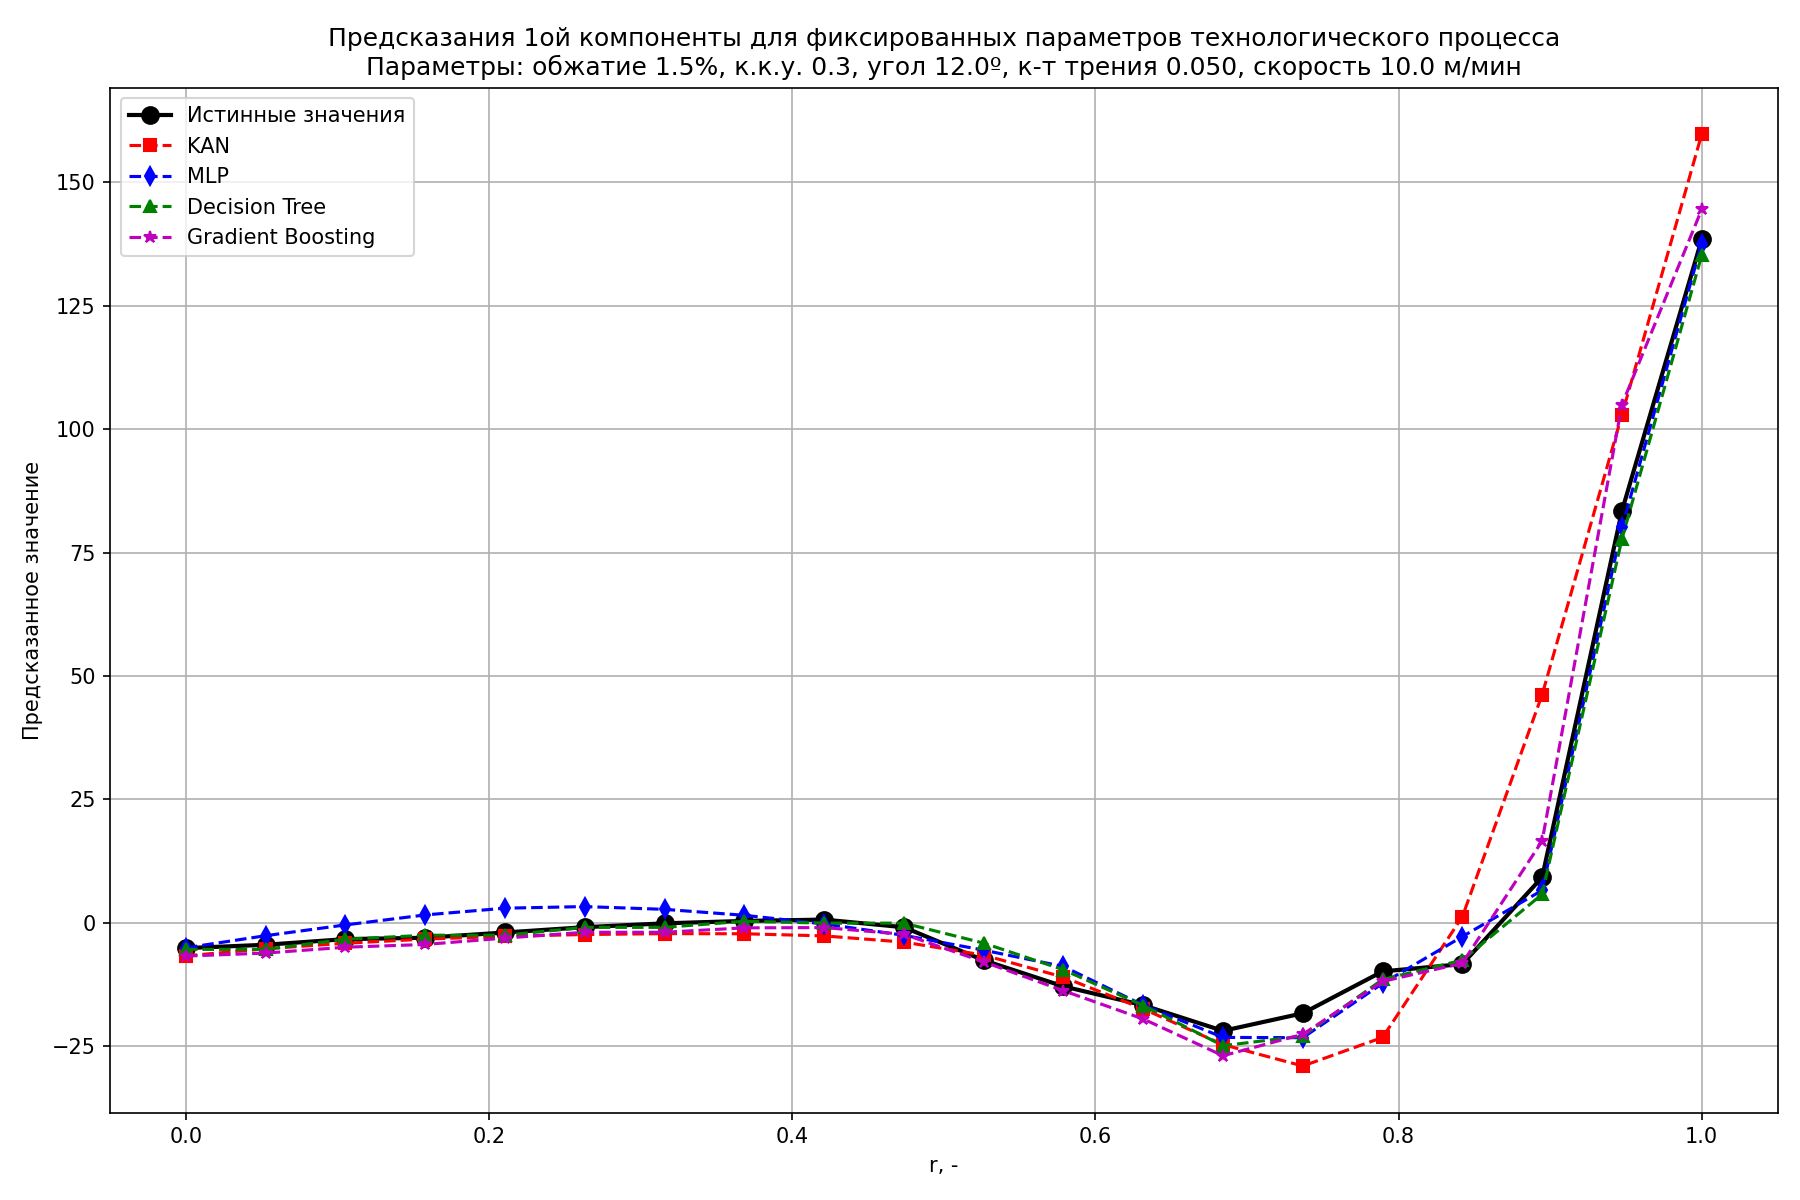 Предсказания 1ой компоненты для фиксированных параметров технологического процесса
Параметры: обжатие 1.5%, к.к.у. 0.3, угол 12.0º, к-т трения 0.050, скорость 10.0 м/мин
Истинные значения
KAN
MLP
Decision Tree
Gradient Boosting
Предсказанное значение
150
125
100
75
50
25
0
−25
0.0 0.2 0.4 0.6 0.8 1.0
r, -